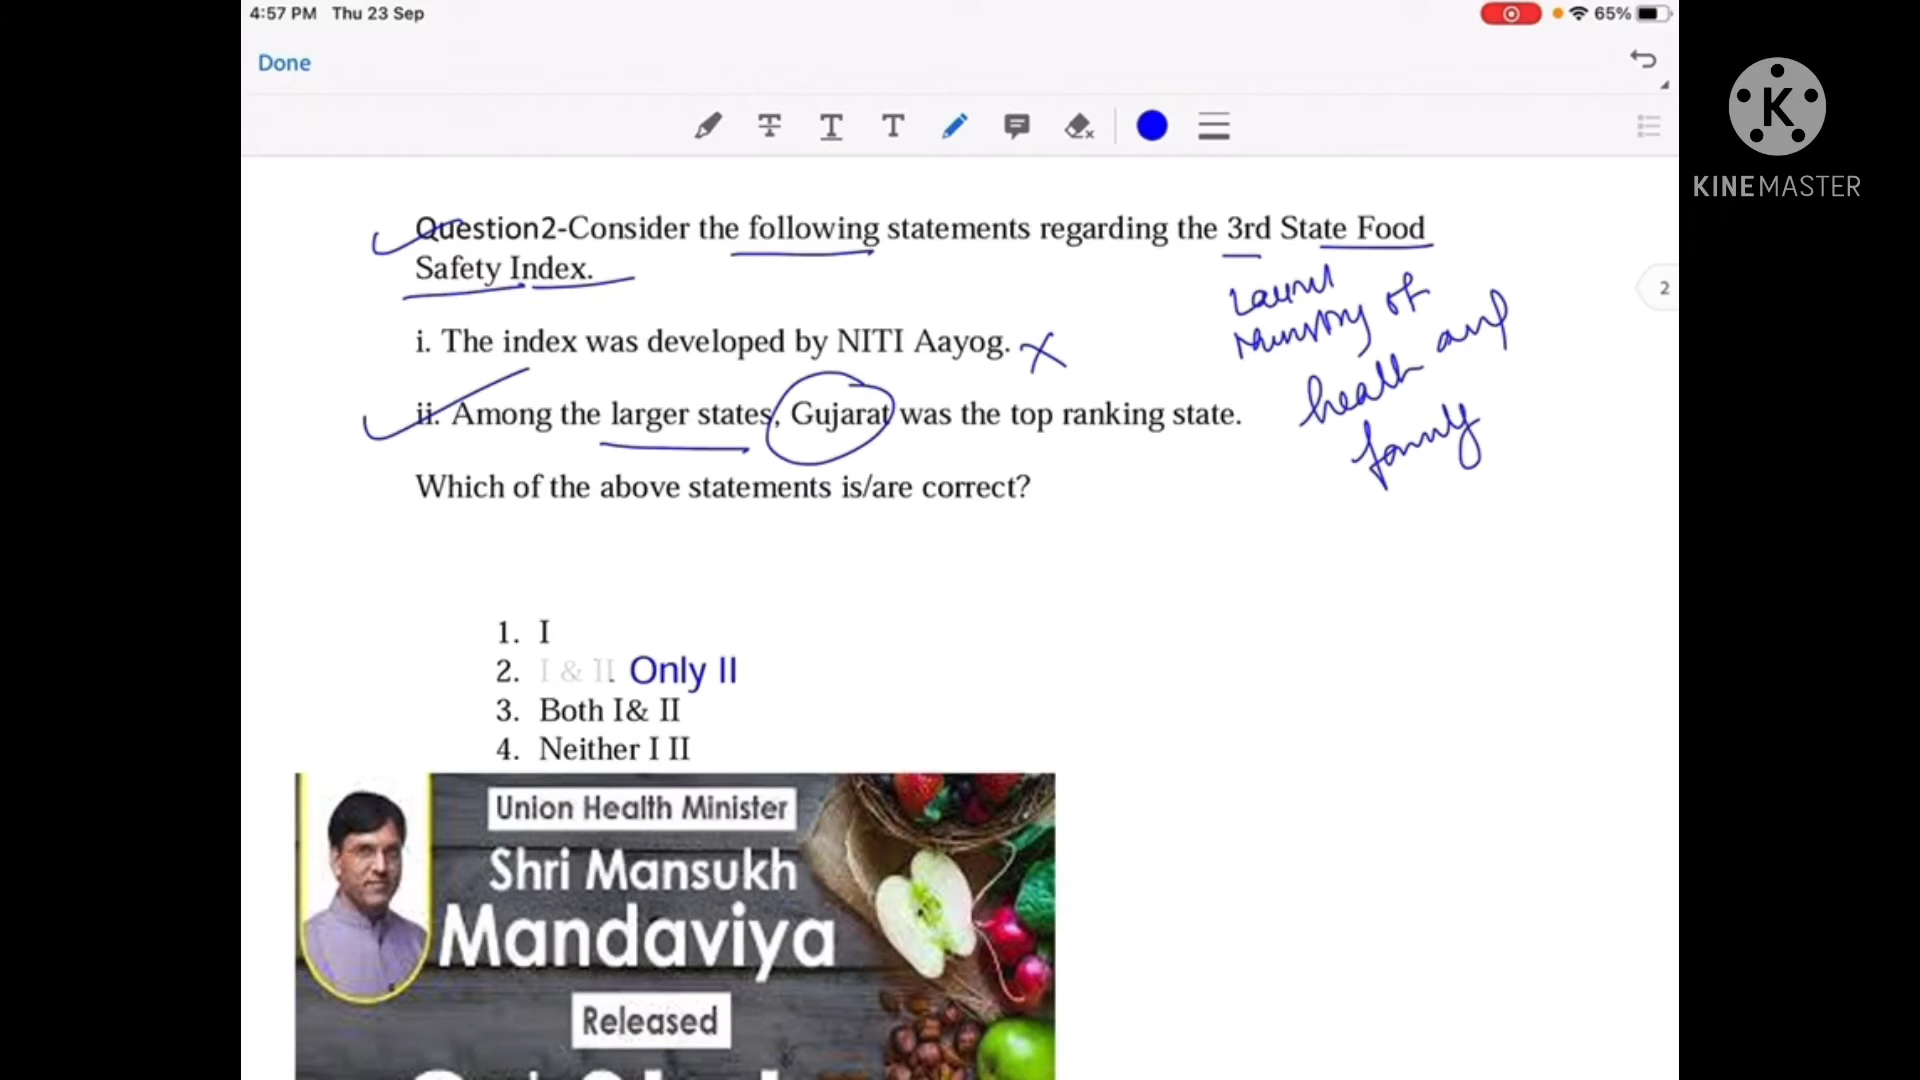 4:57 PM Thu 23 Sep
65%
Done
K
KINEMASTER
Question2-Consider the following statements regarding the 3rd State Food
Safety Index.
2
i. The index was developed by NITI Aayog.
ii. Among the larger states, Gujarat was the top ranking state.
Ministry of
health and
family
Which of the above statements is/are correct?
1. I
2. I & II Only II
3. Both I& II
4. Neither I II
Union Health Minister
Shri Mansukh
Mandaviya
Released